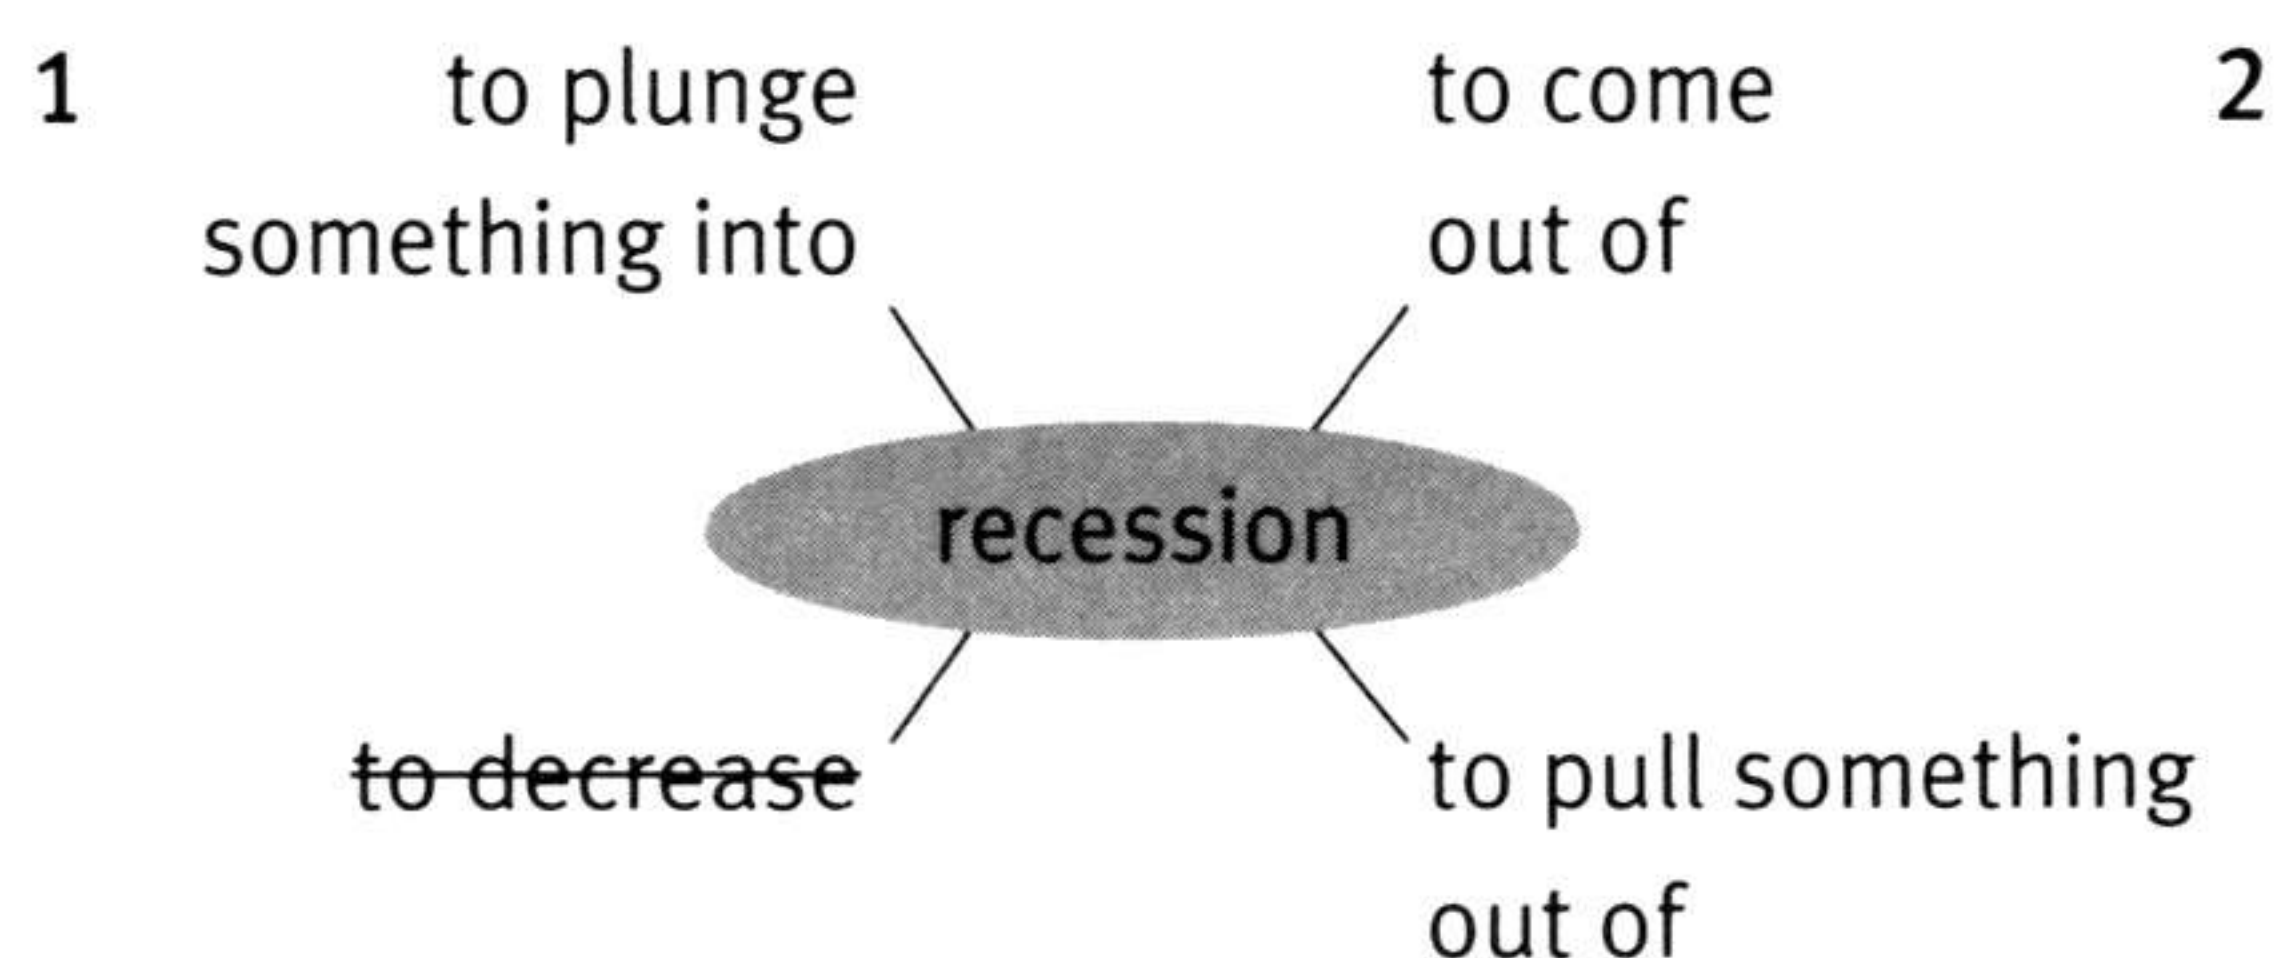 1
to plunge
something into
to come
out of
2
recession
to decrease
to pull something
out of